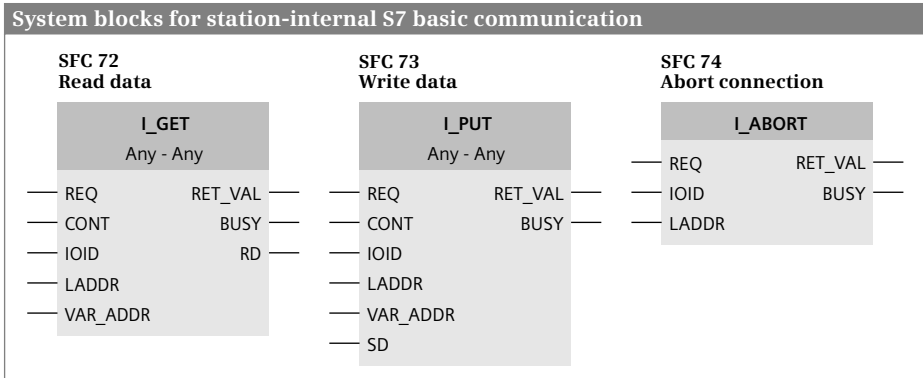 System blocks for station-internal S7 basic communication
SFC 72
Read data
I_GET
Any - Any
REQ RET_VAL
CONT BUSY
IOID RD
LADDR
VAR_ADDR
SFC 73
Write data
I_PUT
Any - Any
REQ RET_VAL
CONT BUSY
IOID
LADDR
VAR_ADDR
SD
SFC 74
Abort connection
I_ABORT
REQ RET_VAL
IOID BUSY
LADDR